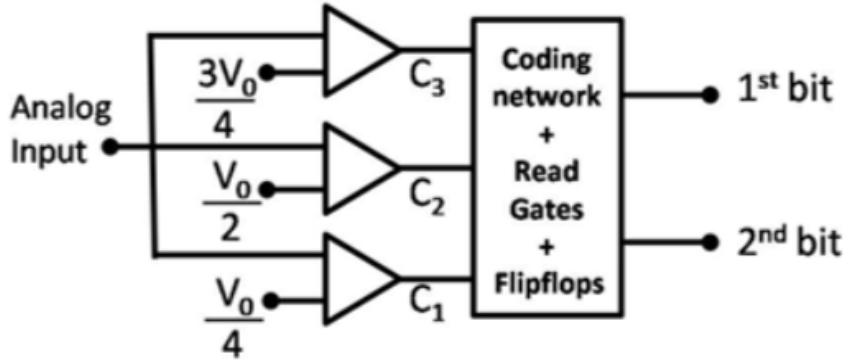 Analog
Input
3V₀
4
V₀
2
V₀
4
C₃
C₂
C₁
Coding
network
+
Read
Gates
+
Flipflops
1ˢᵗ bit
2ⁿᵈ bit